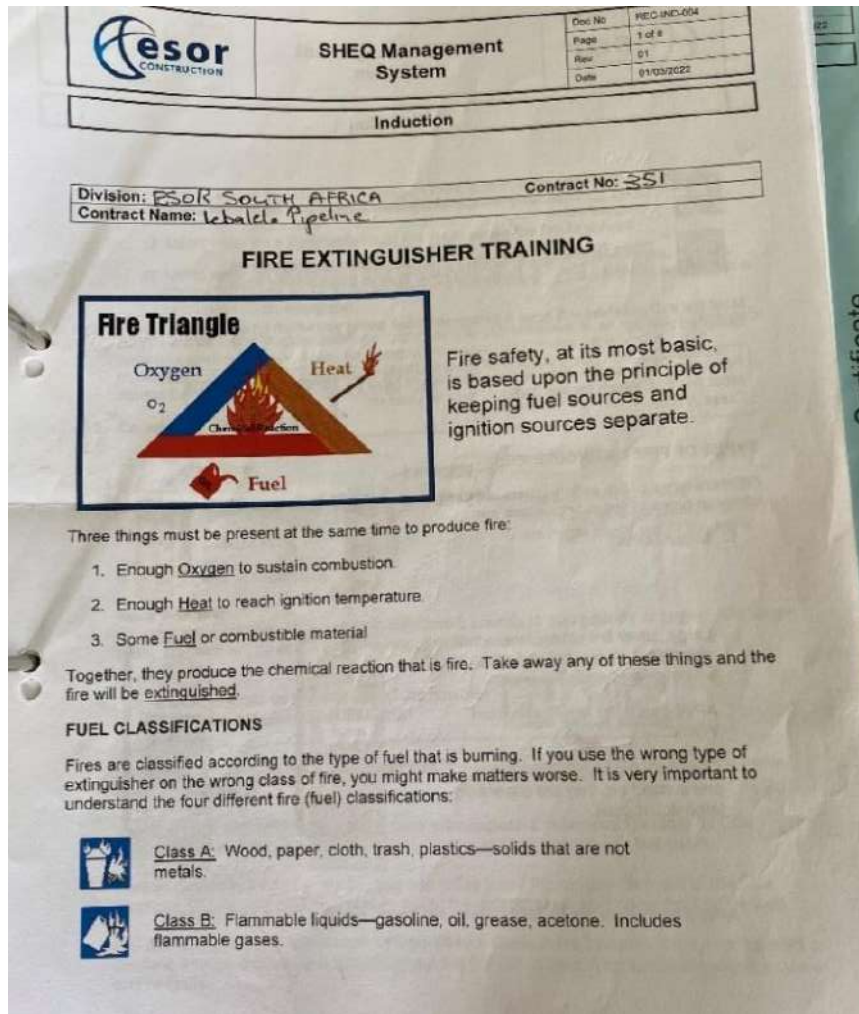 esor
CONSTRUCTION
SHEQ Management
System
Doc No REC-IND-004
Page 1 of 8
Rev 01
Date 01/03/2022
Induction
Division: ESOR SOUTH AFRICA Contract No: 351
Contract Name: Lebalelo Pipeline
FIRE EXTINGUISHER TRAINING
Fire Triangle
Oxygen
O2
Heat
Chemical Reaction
Fuel
Fire safety, at its most basic,
is based upon the principle of
keeping fuel sources and
ignition sources separate.
Three things must be present at the same time to produce fire:
1. Enough Oxygen to sustain combustion.
2. Enough Heat to reach ignition temperature.
3. Some Fuel or combustible material
Together, they produce the chemical reaction that is fire. Take away any of these things and the
fire will be extinguished.
FUEL CLASSIFICATIONS
Fires are classified according to the type of fuel that is burning. If you use the wrong type of
extinguisher on the wrong class of fire, you might make matters worse. It is very important to
understand the four different fire (fuel) classifications:
Class A: Wood, paper, cloth, trash, plastics—solids that are not
metals.
Class B: Flammable liquids—gasoline, oil, grease, acetone. Includes
flammable gases.